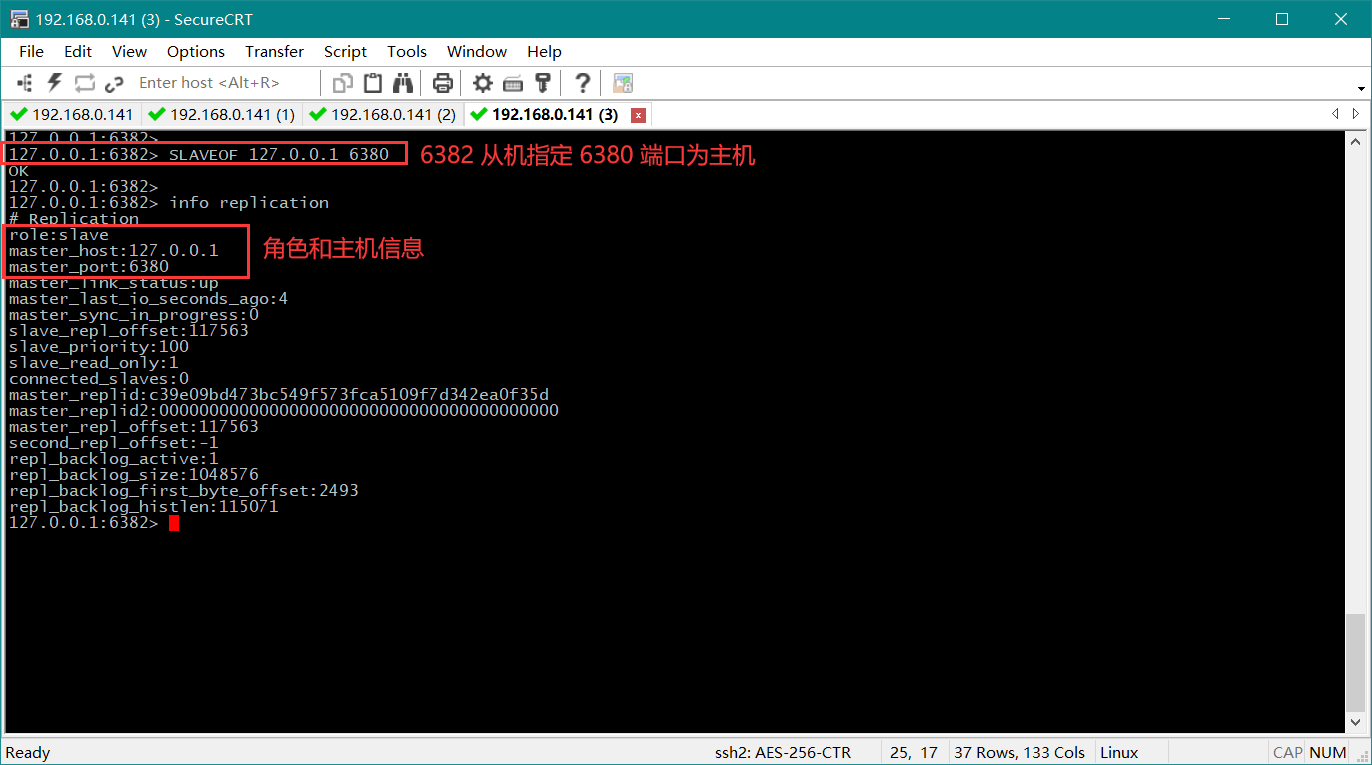 192.168.0.141 (3) - SecureCRT
File Edit View Options Transfer Script Tools Window Help
Enter host <Alt+R>
192.168.0.141 192.168.0.141 (1) 192.168.0.141 (2) 192.168.0.141 (3)
127.0.0.1:6382>
127.0.0.1:6382> SLAVEOF 127.0.0.1 6380 6382 从机指定 6380 端口为主机
OK
127.0.0.1:6382>
127.0.0.1:6382> info replication
# Replication
role:slave
master_host:127.0.0.1 角色和主机信息
master_port:6380
master_link_status:up
master_last_io_seconds_ago:4
master_sync_in_progress:0
slave_repl_offset:117563
slave_priority:100
slave_read_only:1
connected_slaves:0
master_replid:c39e09bd473bc549f573fca5109f7d342ea0f35d
master_replid2:0000000000000000000000000000000000000000
master_repl_offset:117563
second_repl_offset:-1
repl_backlog_active:1
repl_backlog_size:1048576
repl_backlog_first_byte_offset:2493
repl_backlog_histlen:115071
127.0.0.1:6382>
Ready ssh2: AES-256-CTR 25, 17 37 Rows, 133 Cols Linux CAP NUM